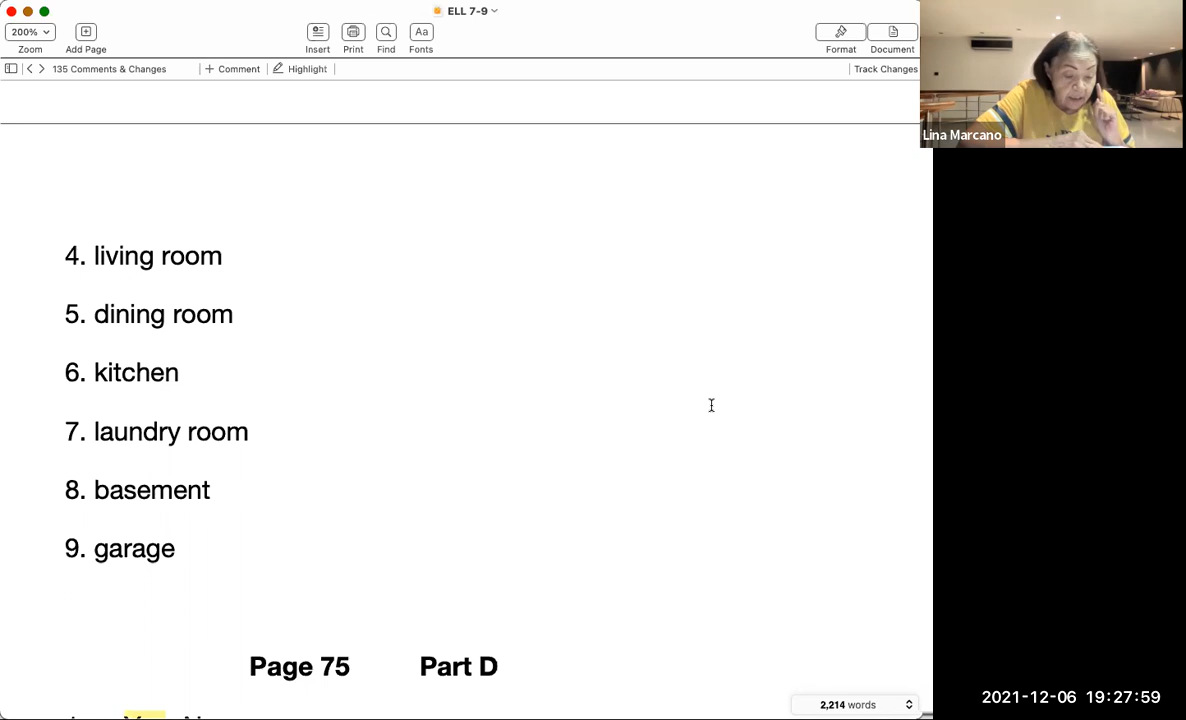 ELL 7-9
200%
Zoom
Add Page
Insert
Print
Find
Fonts
Format
Document
135 Comments & Changes
+ Comment
Highlight
Track Changes
Lina Marcano
4. living room
5. dining room
6. kitchen
7. laundry room
8. basement
9. garage
Page 75 Part D
2,214 words
2021-12-06 19:27:59